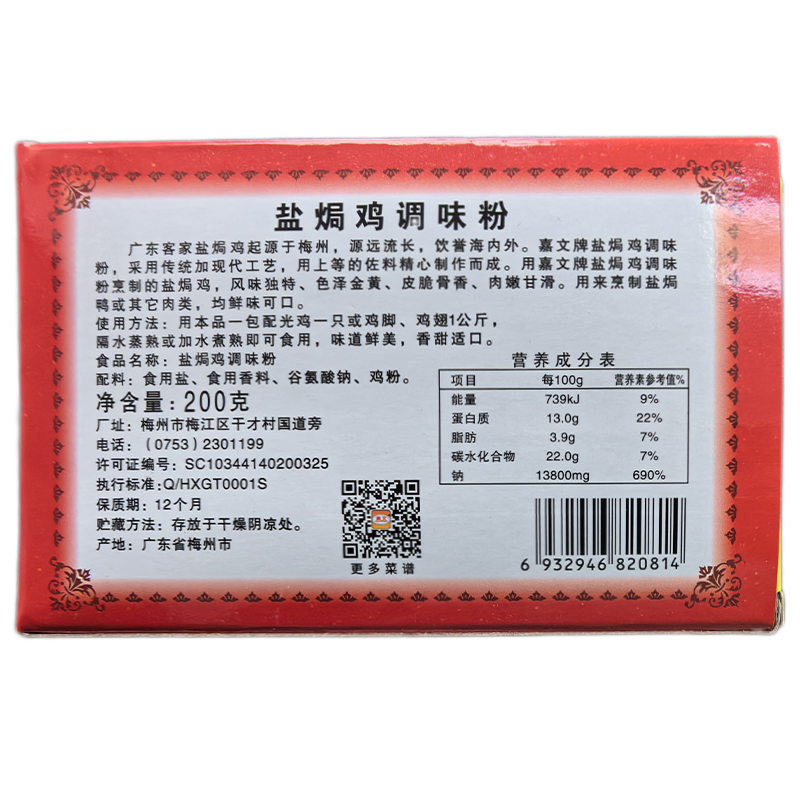 盐焗鸡调味粉
广东客家盐焗鸡起源于梅州，源远流长，饮誉海内外。嘉文牌盐焗鸡调味
粉，采用传统加现代工艺，用上等的佐料精心制作而成。用嘉文牌盐焗鸡调味
粉烹制的盐焗鸡，风味独特、色泽金黄、皮脆骨香、肉嫩甘滑。用来烹制盐焗
鸭或其它肉类，均鲜味可口。
使用方法：用本品一包配光鸡一只或鸡脚、鸡翅1公斤，
隔水蒸熟或加水煮熟即可食用，味道鲜美，香甜适口。
食品名称：盐焗鸡调味粉
配料：食用盐、食用香料、谷氨酸钠、鸡粉。
净含量：200克
厂址：梅州市梅江区干才村国道旁
电话：（0753）2301199
许可证编号：SC10344140200325
执行标准：Q/HXGT0001S
保质期：12个月
贮藏方法：存放于干燥阴凉处。
产地：广东省梅州市
更多菜谱
营养成分表
项目 每100g 营养素参考值%
能量 739kJ 9%
蛋白质 13.0g 22%
脂肪 3.9g 7%
碳水化合物 22.0g 7%
钠 13800mg 690%
6 932946 820814